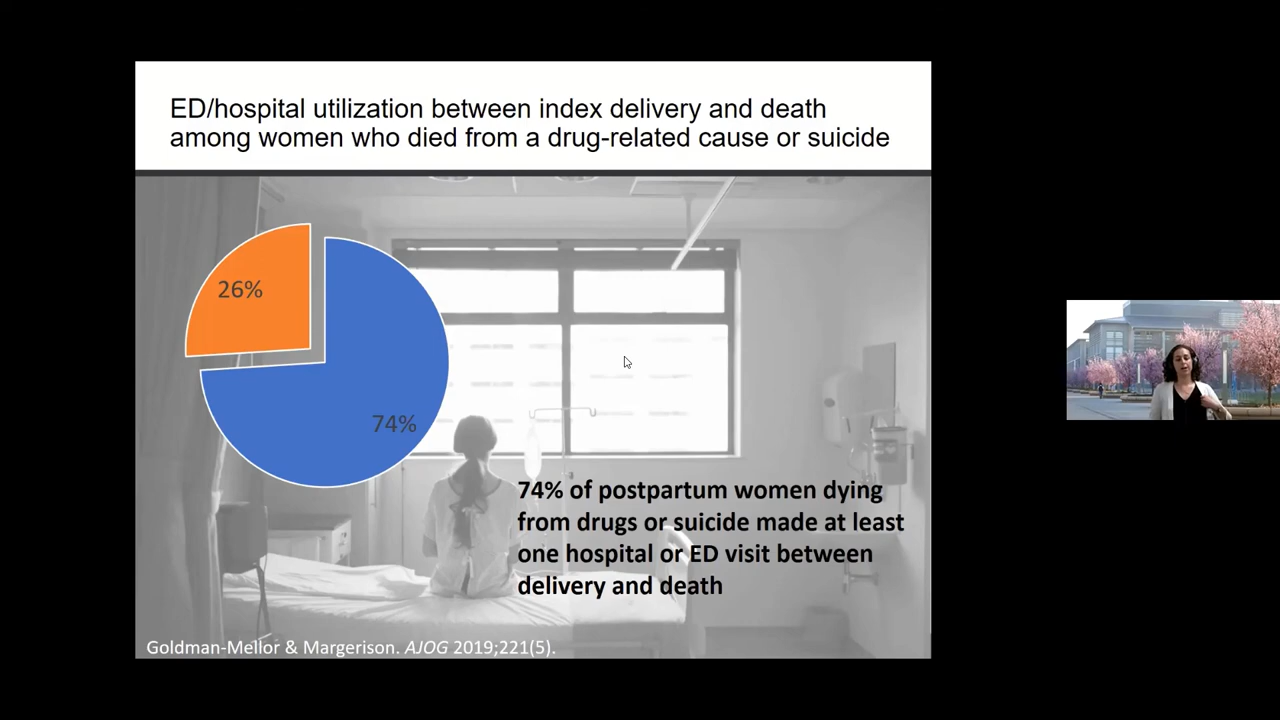 ED/hospital utilization between index delivery and death
among women who died from a drug-related cause or suicide
26%
74%
74% of postpartum women dying
from drugs or suicide made at least
one hospital or ED visit between
delivery and death
Goldman-Mellor & Margerison. AJOG 2019;221(5).